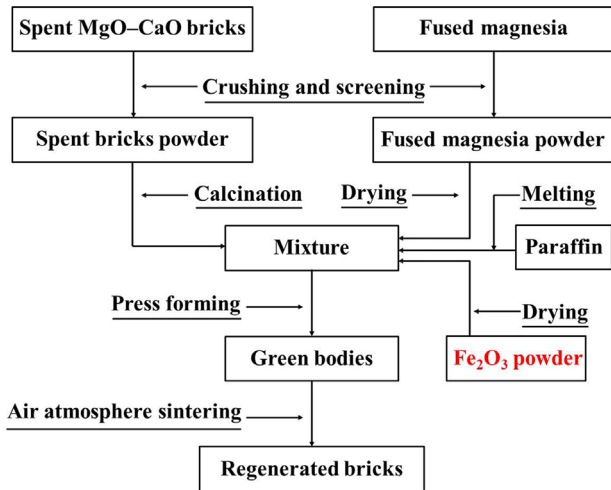 Spent MgO–CaO bricks
Fused magnesia
Crushing and screening
Spent bricks powder
Fused magnesia powder
Calcination
Drying
Melting
Mixture
Paraffin
Press forming
Drying
Green bodies
Fe₂O₃ powder
Air atmosphere sintering
Regenerated bricks